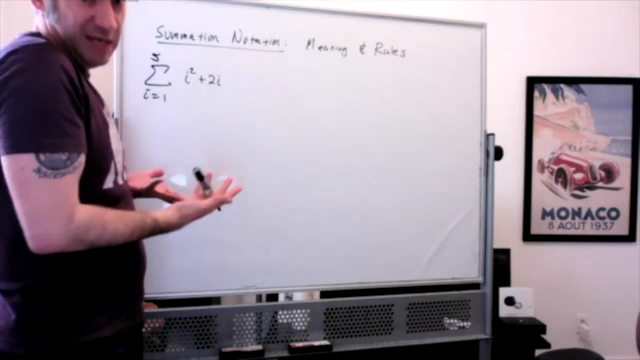 Summation Notation: Meaning & Rules
5
∑ i² + 2i
i = 1
MONACO
8 AOUT 1937